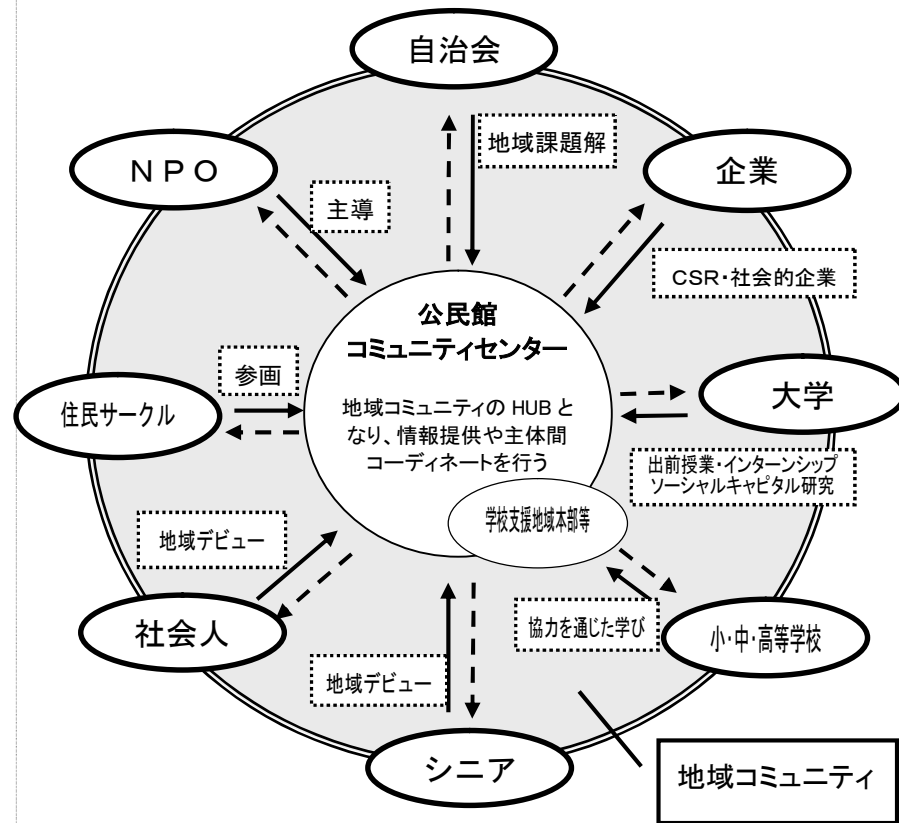 自治会
地域課題解
NPO
企業
主導
CSR・社会的企業
公民館
コミュニティセンター
参画
大学
住民サークル
地域コミュニティの HUB と
なり、情報提供や主体間
コーディネートを行う
出前授業・インターンシップ
ソーシャルキャピタル研究
学校支援地域本部等
地域デビュー
協力を通じた学び
社会人
小・中・高等学校
地域デビュー
シニア
地域コミュニティ